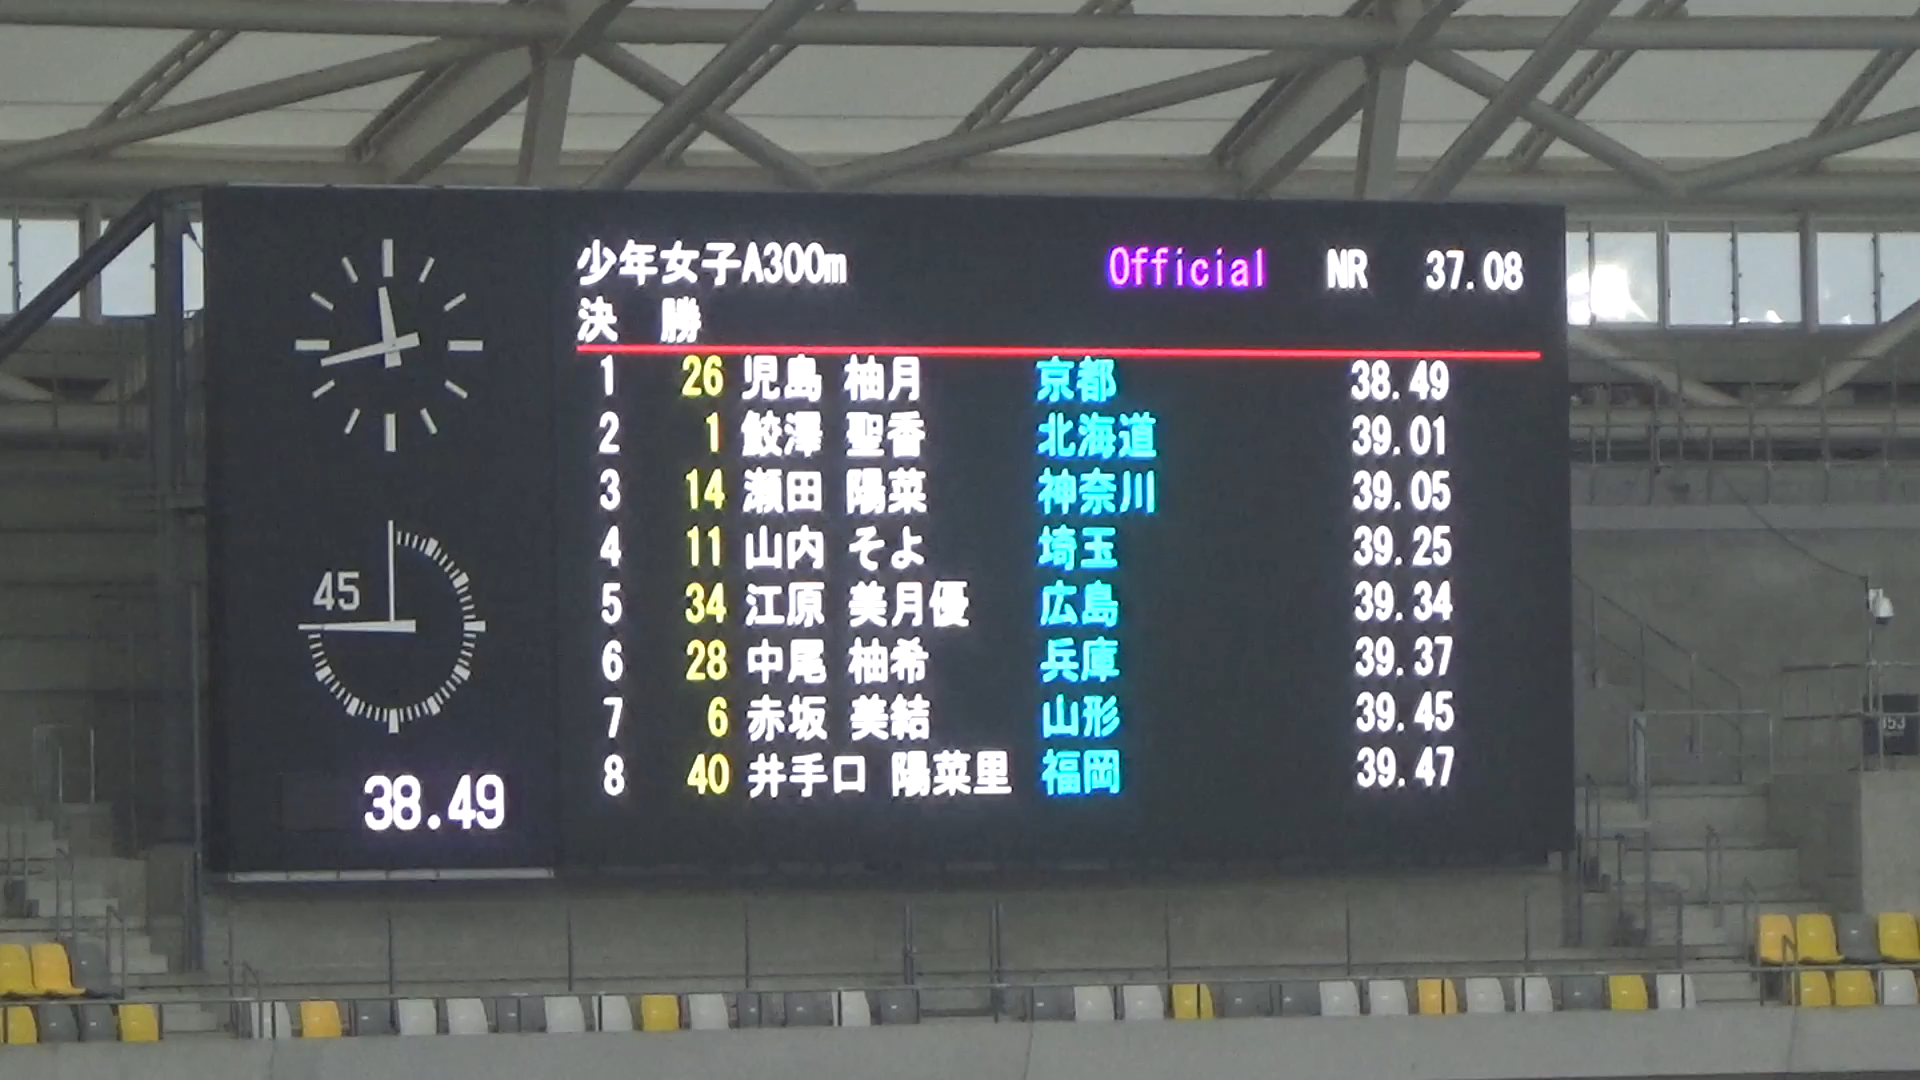 少年女子A300m Official NR 37.08
決 勝
1 26 児島 柚月 京都 38.49
2 1 鮫澤 聖香 北海道 39.01
3 14 瀬田 陽菜 神奈川 39.05
4 11 山内 そよ 埼玉 39.25
5 34 江原 美月優 広島 39.34
6 28 中尾 柚希 兵庫 39.37
7 6 赤坂 美結 山形 39.45
8 40 井手口 陽菜里 福岡 39.47
45
38.49